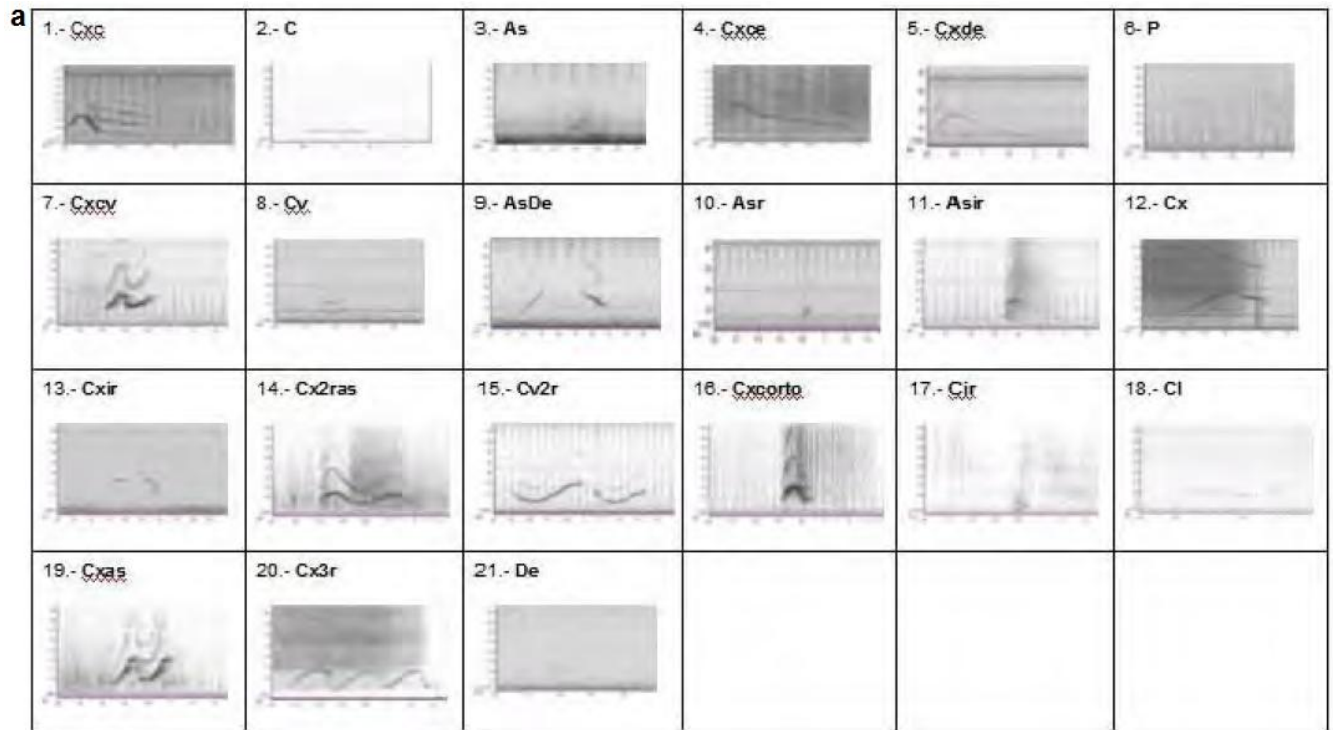 a
1.- Cxc
2.- C
3.- As
4.- Cxce
5.- Cxde
6- P
7.- Cxcv
8.- Cv
9.- AsDe
10.- Asr
11.- Asir
12.- Cx
13.- Cxir
14.- Cx2ras
15.- Cv2r
16.- Cxcorto
17.- Cir
18.- Cl
19.- Cxas
20.- Cx3r
21.- De